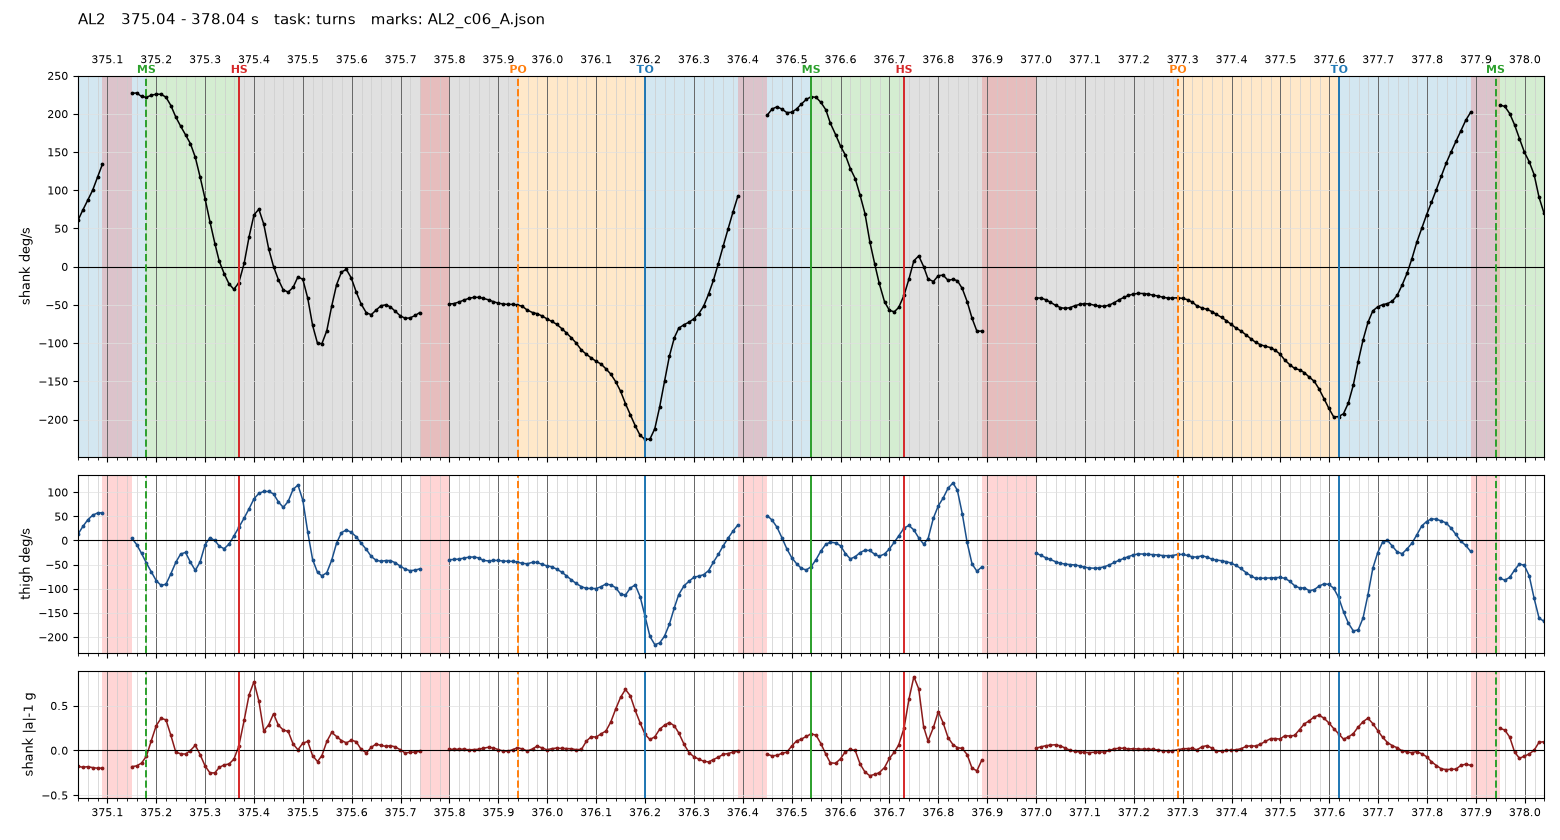 AL2   375.04 - 378.04 s   task: turns   marks: AL2_c06_A.json
375.1 375.2 375.3 375.4 375.5 375.6 375.7 375.8 375.9 376.0 376.1 376.2 376.3 376.4 376.5 376.6 376.7 376.8 376.9 377.0 377.1 377.2 377.3 377.4 377.5 377.6 377.7 377.8 377.9 378.0
MS HS PO TO MS HS PO TO MS
250
200
150
100
50
0
−50
−100
−150
−200
shank deg/s
100
50
0
−50
−100
−150
−200
thigh deg/s
0.5
0.0
−0.5
shank |a|-1 g
375.1 375.2 375.3 375.4 375.5 375.6 375.7 375.8 375.9 376.0 376.1 376.2 376.3 376.4 376.5 376.6 376.7 376.8 376.9 377.0 377.1 377.2 377.3 377.4 377.5 377.6 377.7 377.8 377.9 378.0